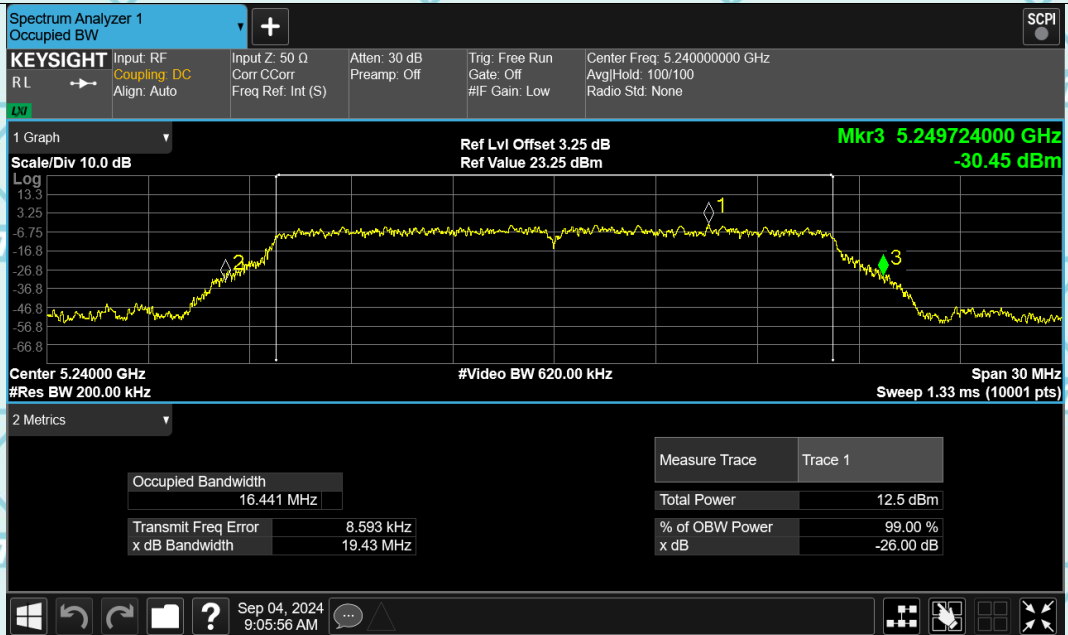 Spectrum Analyzer 1
Occupied BW
+
SCPI
KEYSIGHT
R L
LXI
Input: RF
Coupling: DC
Align: Auto
Input Z: 50 Ω
Corr CCorr
Freq Ref: Int (S)
Atten: 30 dB
Preamp: Off
Trig: Free Run
Gate: Off
#IF Gain: Low
Center Freq: 5.240000000 GHz
Avg|Hold: 100/100
Radio Std: None
1 Graph
Scale/Div 10.0 dB
Ref Lvl Offset 3.25 dB
Ref Value 23.25 dBm
Mkr3 5.249724000 GHz
-30.45 dBm
Log
13.3
3.25
-6.75
-16.8
-26.8
-36.8
-46.8
-56.8
-66.8
1
2
3
Center 5.24000 GHz
#Video BW 620.00 kHz
Span 30 MHz
#Res BW 200.00 kHz
Sweep 1.33 ms (10001 pts)
2 Metrics
Occupied Bandwidth
16.441 MHz
Transmit Freq Error 8.593 kHz
x dB Bandwidth 19.43 MHz
Measure Trace Trace 1
Total Power 12.5 dBm
% of OBW Power 99.00 %
x dB -26.00 dB
?
Sep 04, 2024
9:05:56 AM